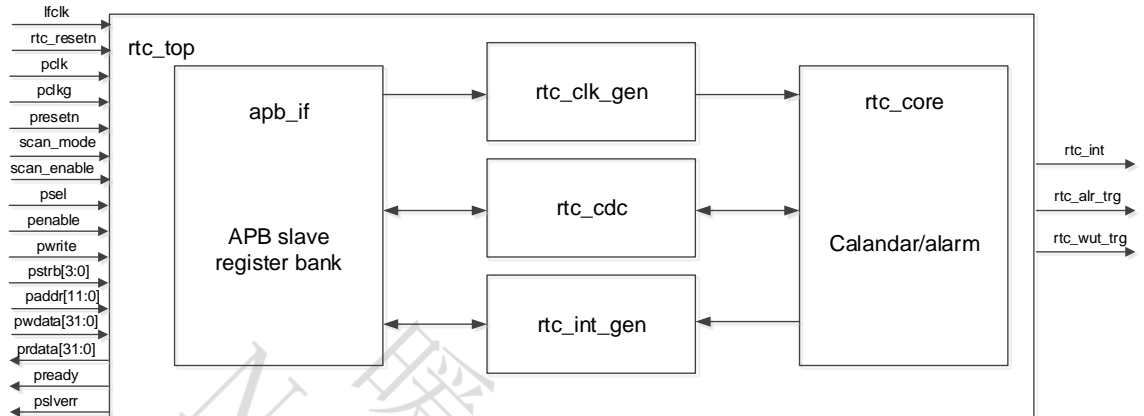 lfclk
rtc_resetn
pclk
pclkg
presetn
scan_mode
scan_enable
psel
penable
pwrite
pstrb[3:0]
paddr[11:0]
pwdata[31:0]
prdata[31:0]
pready
pslverr
rtc_top
apb_if
APB slave
register bank
rtc_clk_gen
rtc_cdc
rtc_int_gen
rtc_core
Calandar/alarm
rtc_int
rtc_alr_trg
rtc_wut_trg
N
暖